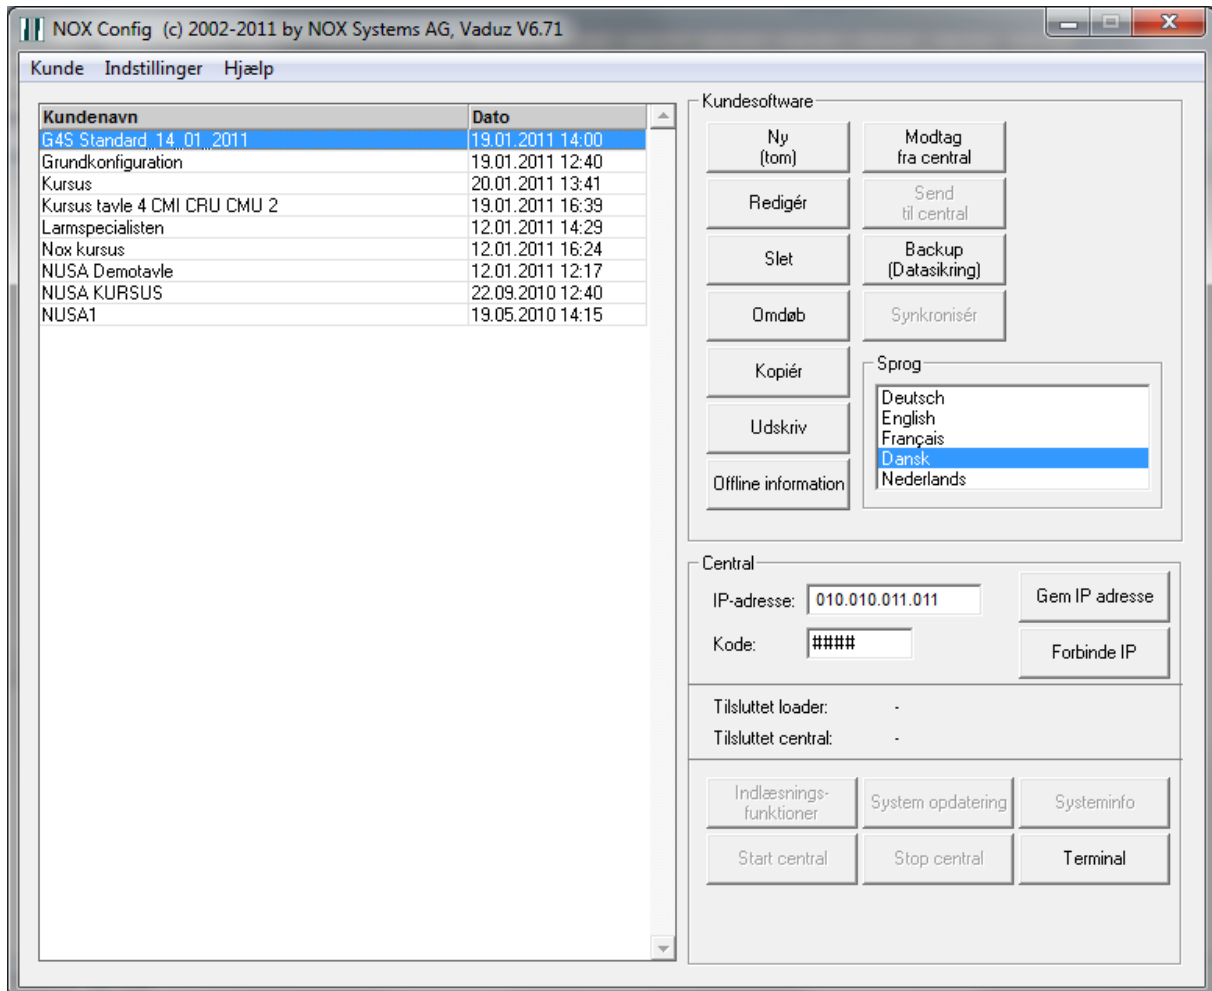 NOX Config (c) 2002-2011 by NOX Systems AG, Vaduz V6.71
Kunde Indstillinger Hjælp
Kundenavn Dato
G4S Standard_14_01_2011 19.01.2011 14:00
Grundkonfiguration 19.01.2011 12:40
Kursus 20.01.2011 13:41
Kursus tavle 4 CMI CRU CMU 2 19.01.2011 16:39
Larmspecialisten 12.01.2011 14:29
Nox kursus 12.01.2011 16:24
NUSA Demotavle 12.01.2011 12:17
NUSA KURSUS 22.09.2010 12:40
NUSA1 19.05.2010 14:15
Kundesoftware
Ny
(tom)
Modtag
fra central
Redigér
Send
til central
Slet
Backup
(Datasikring)
Omdøb
Synkronisér
Kopiér
Udskriv
Offline information
Sprog
Deutsch
English
Français
Dansk
Nederlands
Central
IP-adresse: 010.010.011.011
Gem IP adresse
Kode: ####
Forbinde IP
Tilsluttet loader: -
Tilsluttet central: -
Indlæsnings-
funktioner
System opdatering
Systeminfo
Start central
Stop central
Terminal